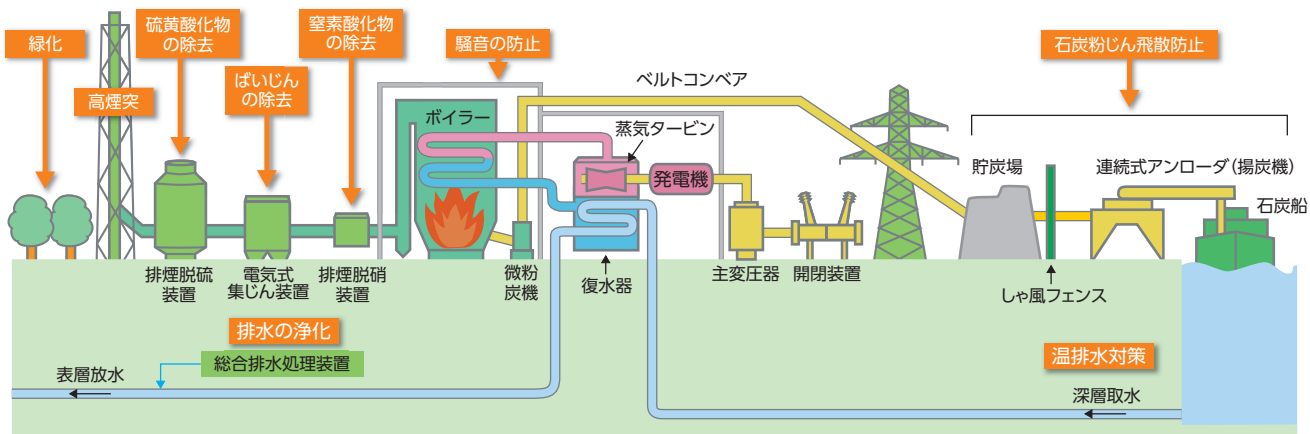 緑化
高煙突
硫黄酸化物
の除去
ばいじん
の除去
窒素酸化物
の除去
騒音の防止
石炭粉じん飛散防止
ベルトコンベア
ボイラー
蒸気タービン
発電機
貯炭場
連続式アンローダ(揚炭機)
石炭船
排煙脱硫
装置
電気式
集じん装置
排煙脱硝
装置
微粉
炭機
復水器
主変圧器
開閉装置
しゃ風フェンス
排水の浄化
総合排水処理装置
温排水対策
表層放水
深層取水